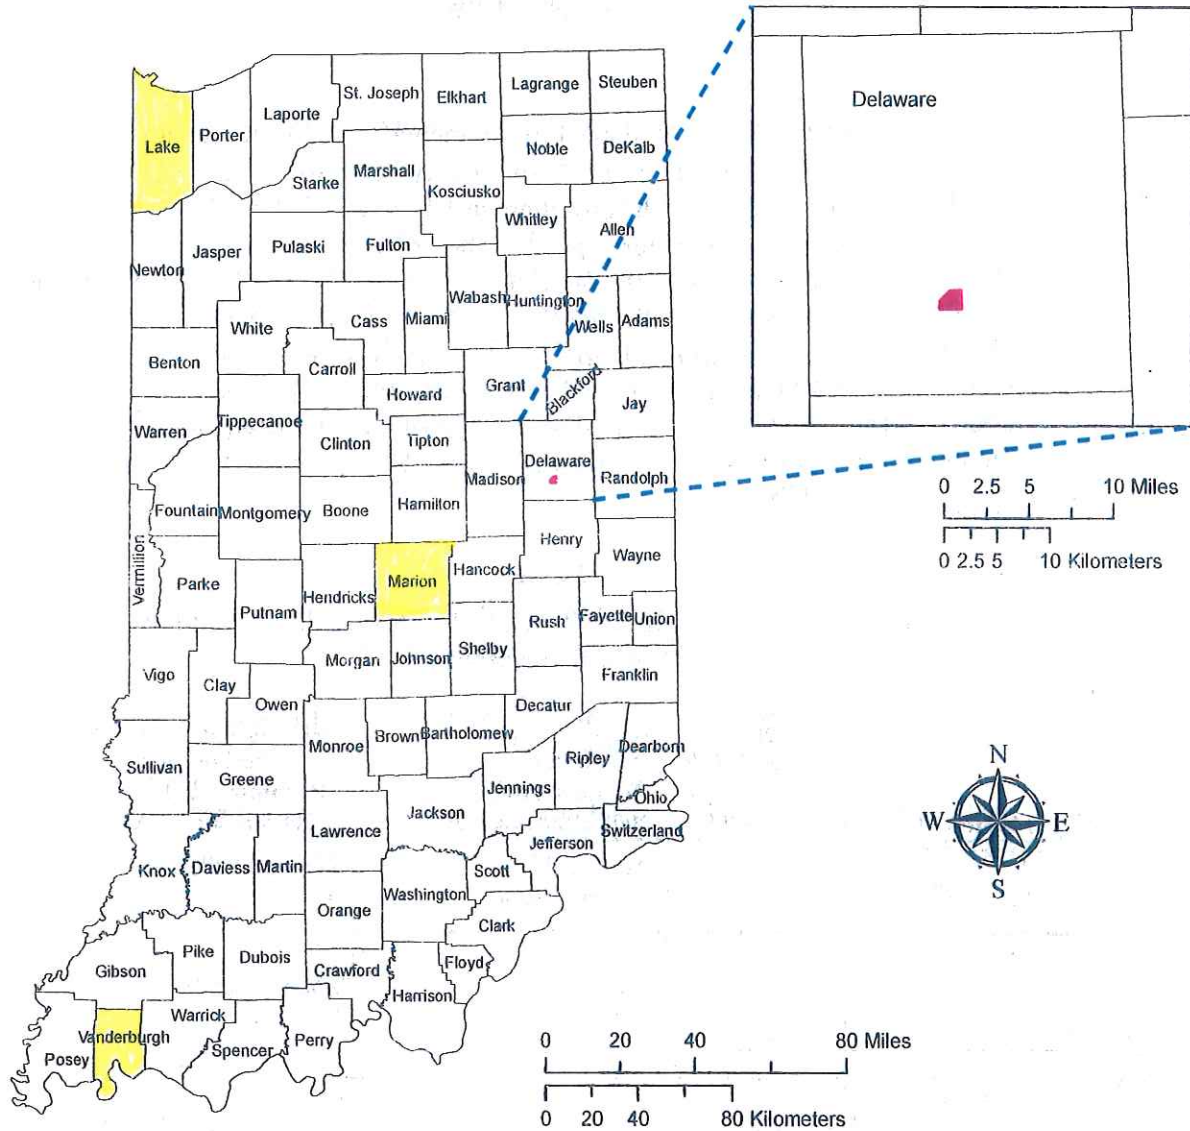 Lake
Porter
Laporte
St. Joseph
Elkhart
Lagrange
Steuben
Starke
Marshall
Kosciusko
Noble
DeKalb
Whitley
Allen
Newton
Jasper
Pulaski
Fulton
White
Cass
Miami
Wabash
Huntington
Wells
Adams
Benton
Carroll
Howard
Grant
Blackford
Jay
Warren
Tippecanoe
Clinton
Tipton
Madison
Delaware
Randolph
Fountain
Montgomery
Boone
Hamilton
Henry
Wayne
Vermillion
Parke
Putnam
Hendricks
Marion
Hancock
Rush
Fayette
Union
Vigo
Clay
Owen
Morgan
Johnson
Shelby
Franklin
Decatur
Sullivan
Greene
Monroe
Brown
Bartholomew
Jennings
Ripley
Dearborn
Ohio
Switzerland
Jefferson
Jackson
Lawrence
Knox
Daviess
Martin
Orange
Washington
Scott
Clark
Floyd
Harrison
Crawford
Dubois
Pike
Gibson
Posey
Vanderburgh
Warrick
Spencer
Perry
Delaware
0 2.5 5 10 Miles
0 2.5 5 10 Kilometers
N
W E
S
0 20 40 80 Miles
0 20 40 80 Kilometers